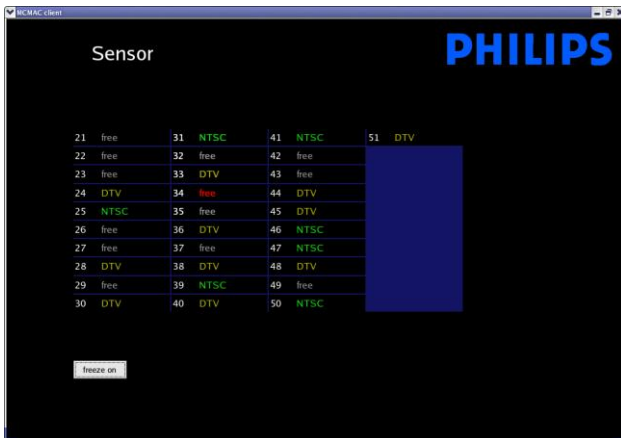 MCMAC client
Sensor
PHILIPS
21 free 31 NTSC 41 NTSC 51 DTV
22 free 32 free 42 free
23 free 33 DTV 43 free
24 DTV 34 free 44 DTV
25 NTSC 35 free 45 DTV
26 free 36 DTV 46 NTSC
27 free 37 free 47 NTSC
28 DTV 38 DTV 48 DTV
29 free 39 NTSC 49 free
30 DTV 40 DTV 50 NTSC
freeze on